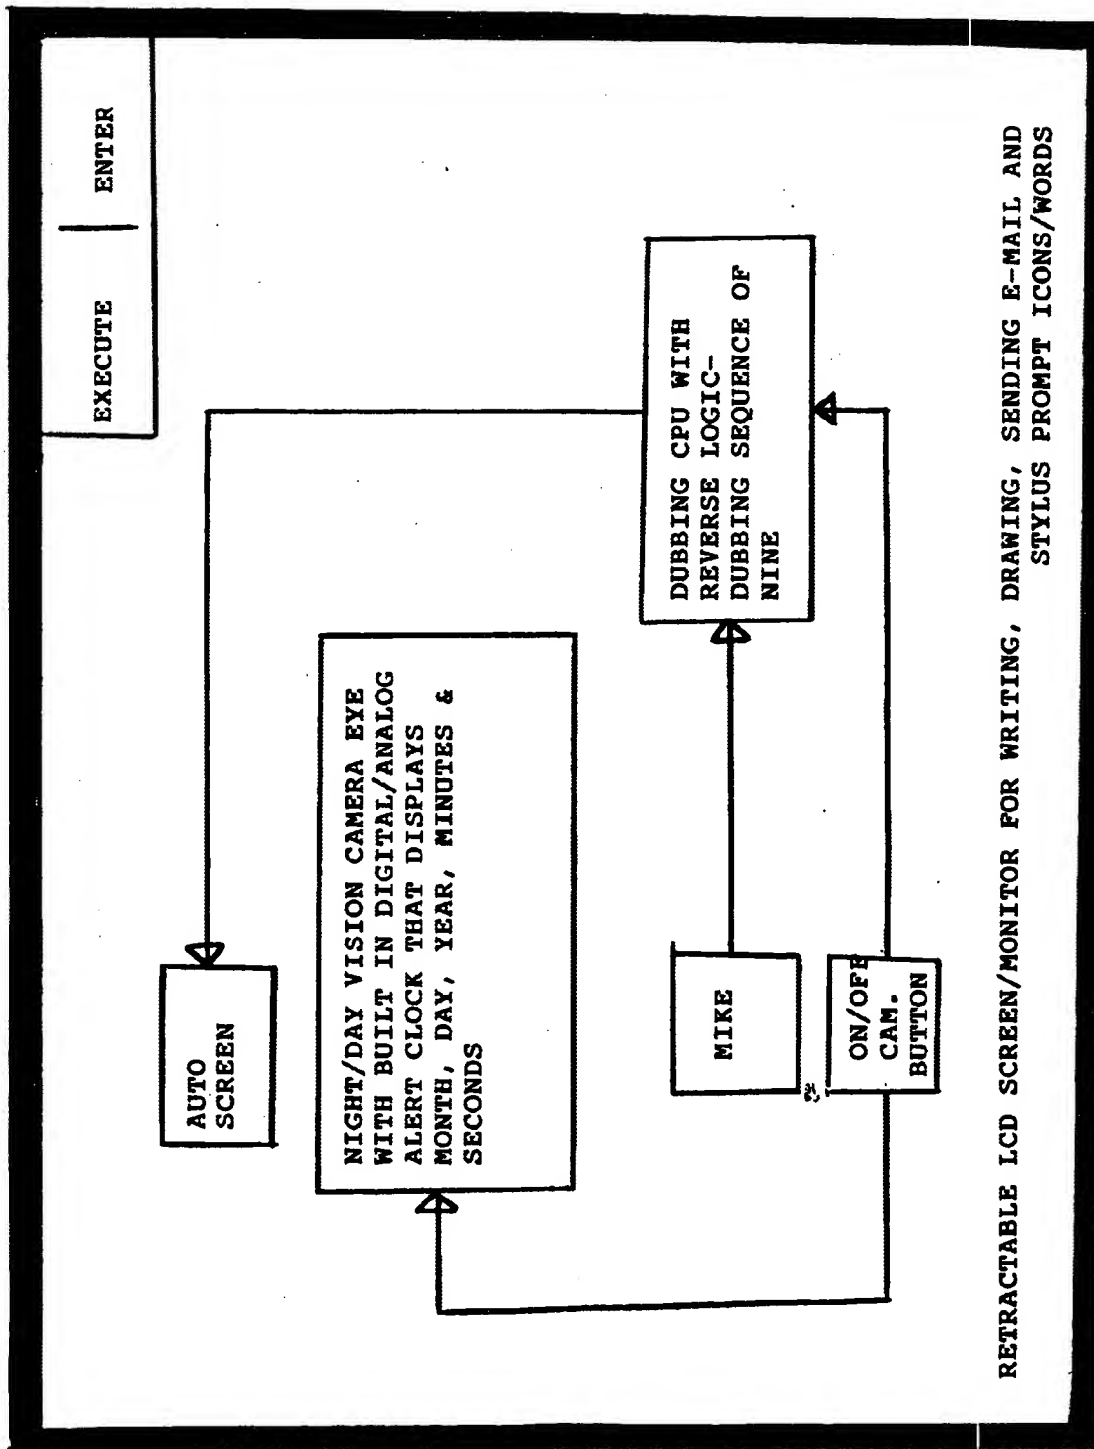 EXECUTE
ENTER
AUTO
SCREEN
NIGHT/DAY VISION CAMERA EYE
WITH BUILT IN DIGITAL/ANALOG
ALERT CLOCK THAT DISPLAYS
MONTH, DAY, YEAR, MINUTES &
SECONDS
DUBBING CPU WITH
REVERSE LOGIC-
DUBBING SEQUENCE OF
NINE
MIKE
ON/OFF
CAM.
BUTTON
RETRACTABLE LCD SCREEN/MONITOR FOR WRITING, DRAWING, SENDING E-MAIL AND
STYLUS PROMPT ICONS/WORDS